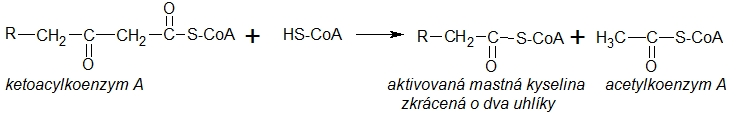 O
R—CH2—C—CH2—C—S-CoA + HS-CoA → R—CH2—C—S-CoA + H3C—C—S-CoA
O O O
ketoacylkoenzym A aktivovaná mastná kyselina acetylkoenzym A
zkrácená o dva uhlíky